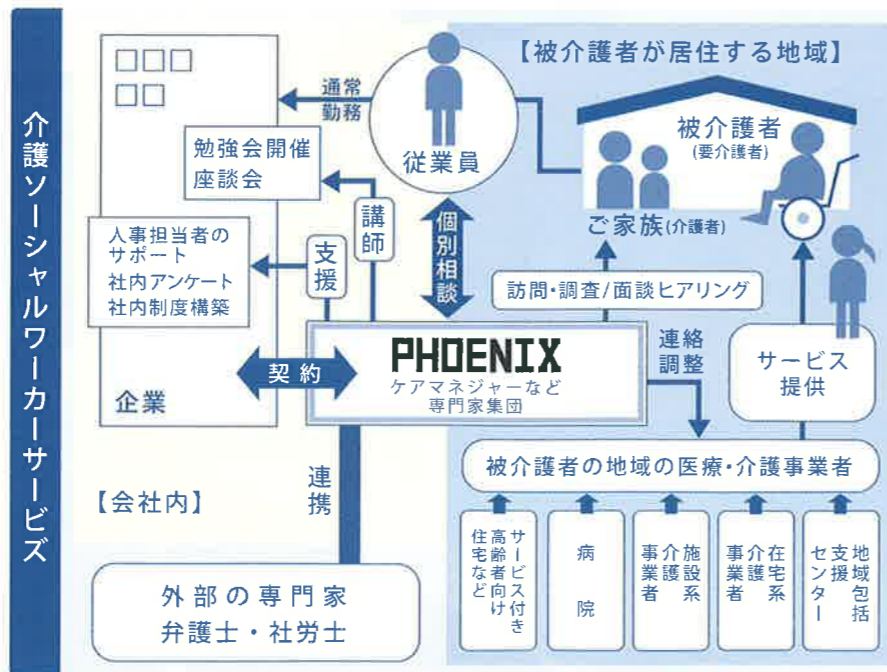 介護ソーシャルワーカーサービズ
【被介護者が居住する地域】
通常
勤務
従業員
被介護者
(要介護者)
ご家族(介護者)
勉強会開催
座談会
講師
支援
個別相談
人事担当者の
サポート
社内アンケート
社内制度構築
訪問・調査/面談ヒアリング
契約
PHOENIX
ケアマネジャーなど
専門家集団
連絡
調整
サービス
提供
企業
被介護者の地域の医療・介護事業者
【会社内】
連携
サービス付き
高齢者向け
住宅など
病院
施設系
介護
事業者
在宅系
介護
事業者
地域包括
支援
センター
外部の専門家
弁護士・社労士